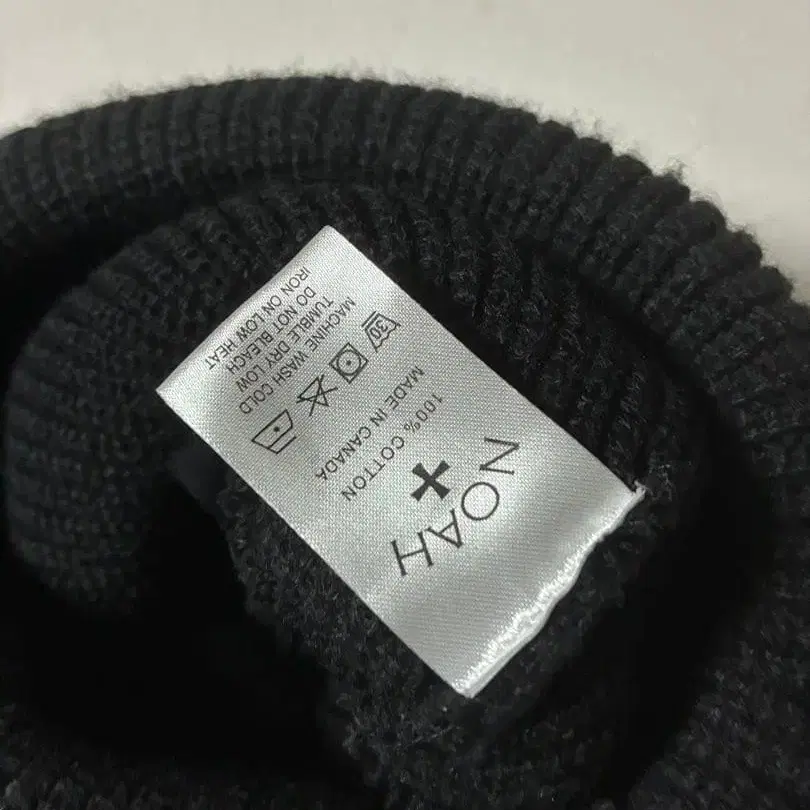 NOAH
100% COTTON
MADE IN CANADA
30
MACHINE WASH COLD
TUMBLE DRY LOW
DO NOT BLEACH
IRON ON LOW HEAT